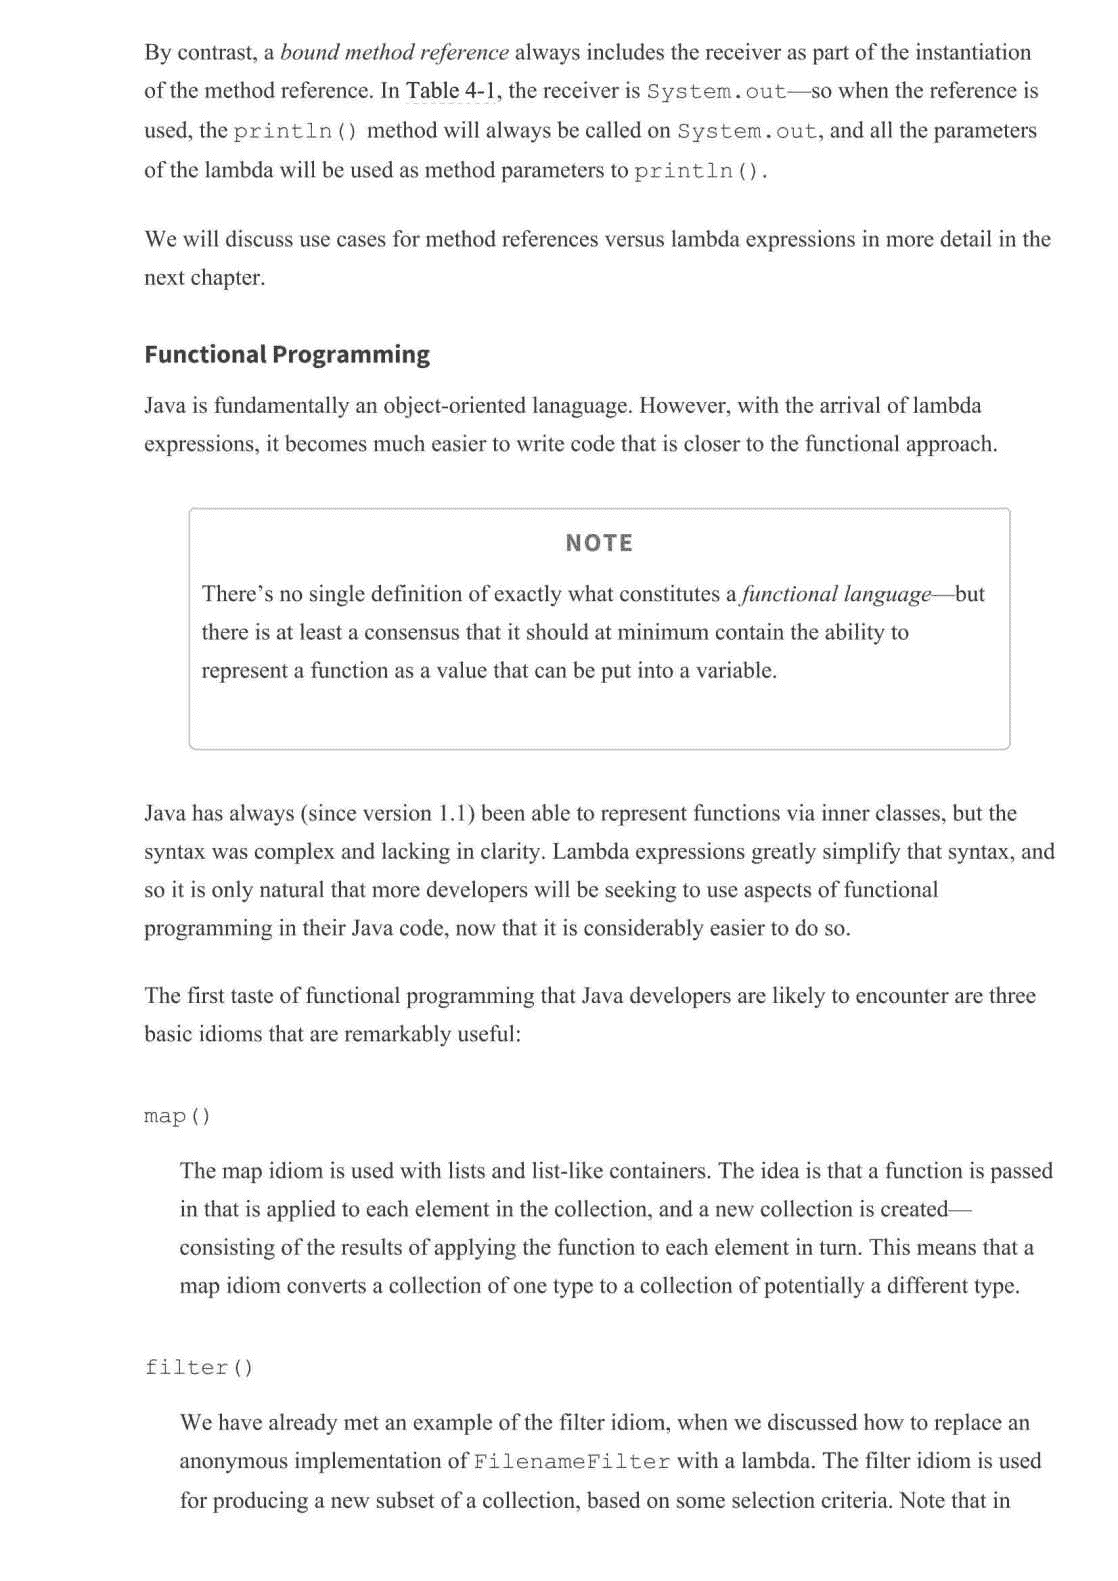 By contrast, a bound method reference always includes the receiver as part of the instantiation
of the method reference. In Table 4-1, the receiver is System.out—so when the reference is
used, the println() method will always be called on System.out, and all the parameters
of the lambda will be used as method parameters to println().
We will discuss use cases for method references versus lambda expressions in more detail in the
next chapter.
Functional Programming
Java is fundamentally an object-oriented lanaguage. However, with the arrival of lambda
expressions, it becomes much easier to write code that is closer to the functional approach.
NOTE
There’s no single definition of exactly what constitutes a functional language—but
there is at least a consensus that it should at minimum contain the ability to
represent a function as a value that can be put into a variable.
Java has always (since version 1.1) been able to represent functions via inner classes, but the
syntax was complex and lacking in clarity. Lambda expressions greatly simplify that syntax, and
so it is only natural that more developers will be seeking to use aspects of functional
programming in their Java code, now that it is considerably easier to do so.
The first taste of functional programming that Java developers are likely to encounter are three
basic idioms that are remarkably useful:
map()
The map idiom is used with lists and list-like containers. The idea is that a function is passed
in that is applied to each element in the collection, and a new collection is created—
consisting of the results of applying the function to each element in turn. This means that a
map idiom converts a collection of one type to a collection of potentially a different type.
filter()
We have already met an example of the filter idiom, when we discussed how to replace an
anonymous implementation of FilenameFilter with a lambda. The filter idiom is used
for producing a new subset of a collection, based on some selection criteria. Note that in